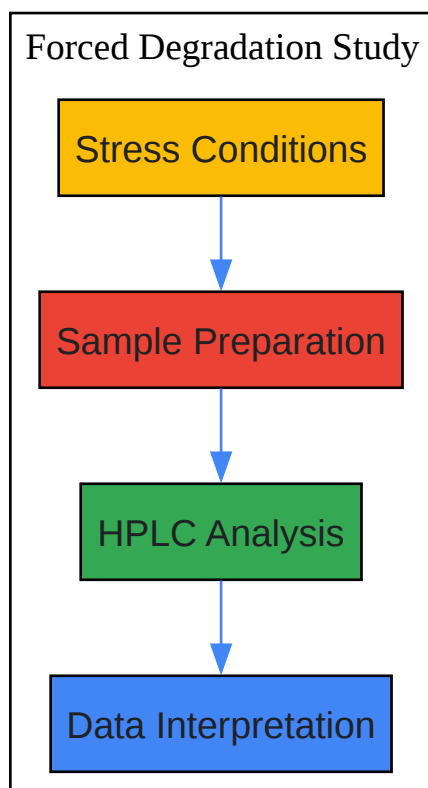 Forced Degradation Study
Stress Conditions
Sample Preparation
HPLC Analysis
Data Interpretation